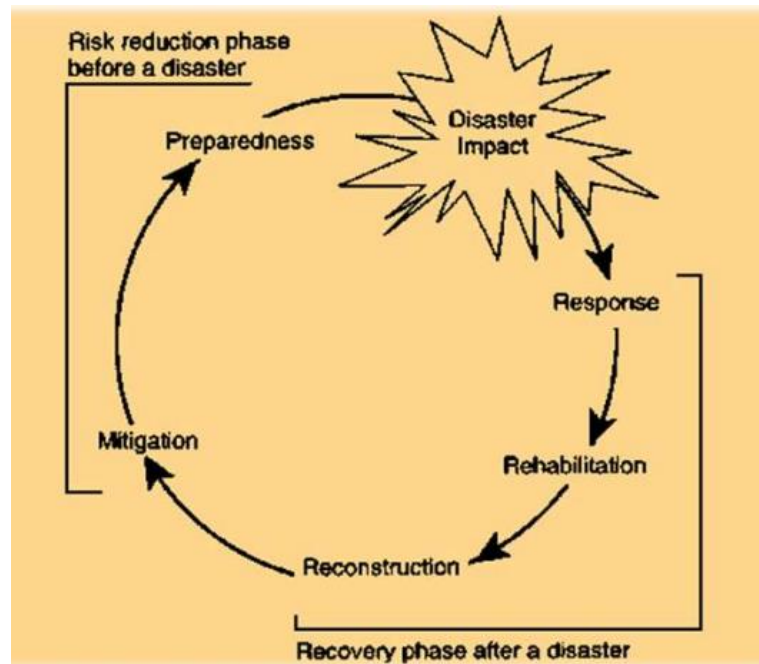 Risk reduction phase
before a disaster
Preparedness
Disaster
Impact
Response
Rehabilitation
Reconstruction
Mitigation
Recovery phase after a disaster